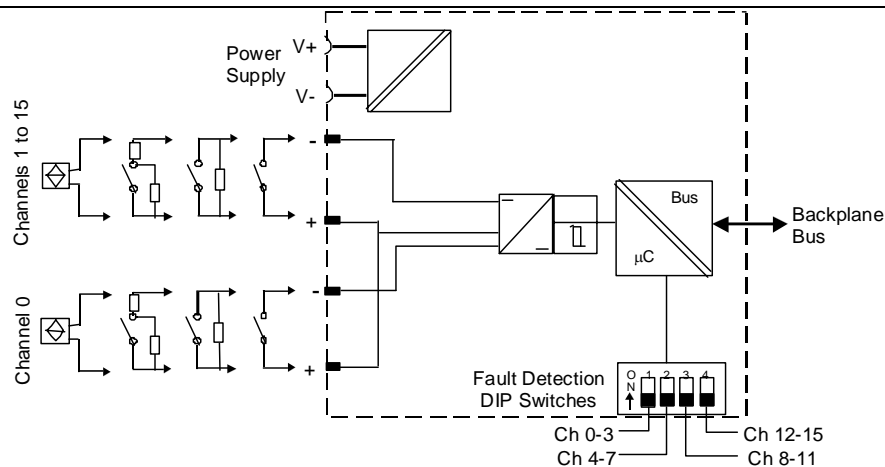 Power Supply
V+
V-
Channels 1 to 15
-
+
Channel 0
-
+
Bus
µC
Backplane Bus
Fault Detection DIP Switches
ON
1 2 3 4
Ch 0-3
Ch 12-15
Ch 4-7
Ch 8-11